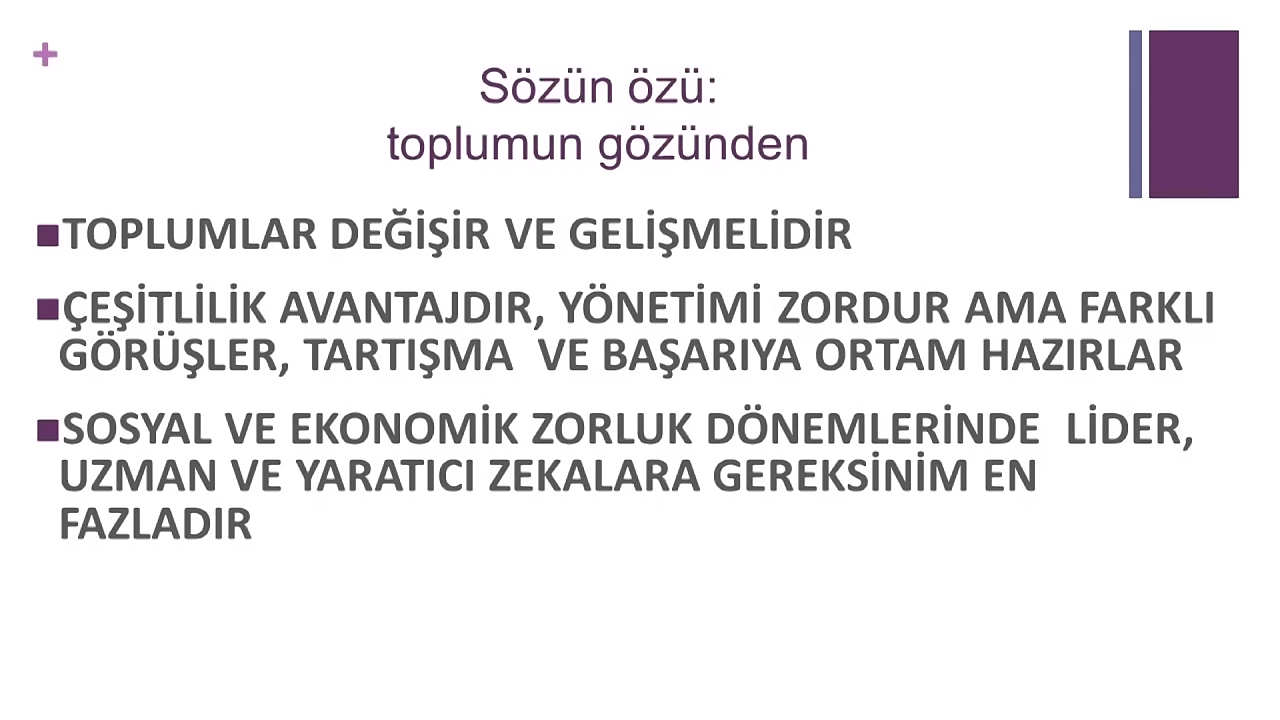 +
Sözün özü:
toplumun gözünden
■TOPLUMLAR DEĞİŞİR VE GELİŞMELİDİR
■ÇEŞİTLİLİK AVANTAJDIR, YÖNETİMİ ZORDUR AMA FARKLI
GÖRÜŞLER, TARTIŞMA  VE BAŞARIYA ORTAM HAZIRLAR
■SOSYAL VE EKONOMİK ZORLUK DÖNEMLERİNDE  LİDER,
UZMAN VE YARATICI ZEKALARA GEREKSİNİM EN
FAZLADIR